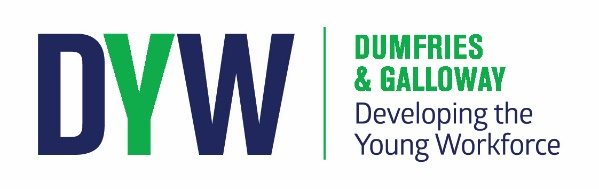 DYW
DUMFRIES
& GALLOWAY
Developing the
Young Workforce